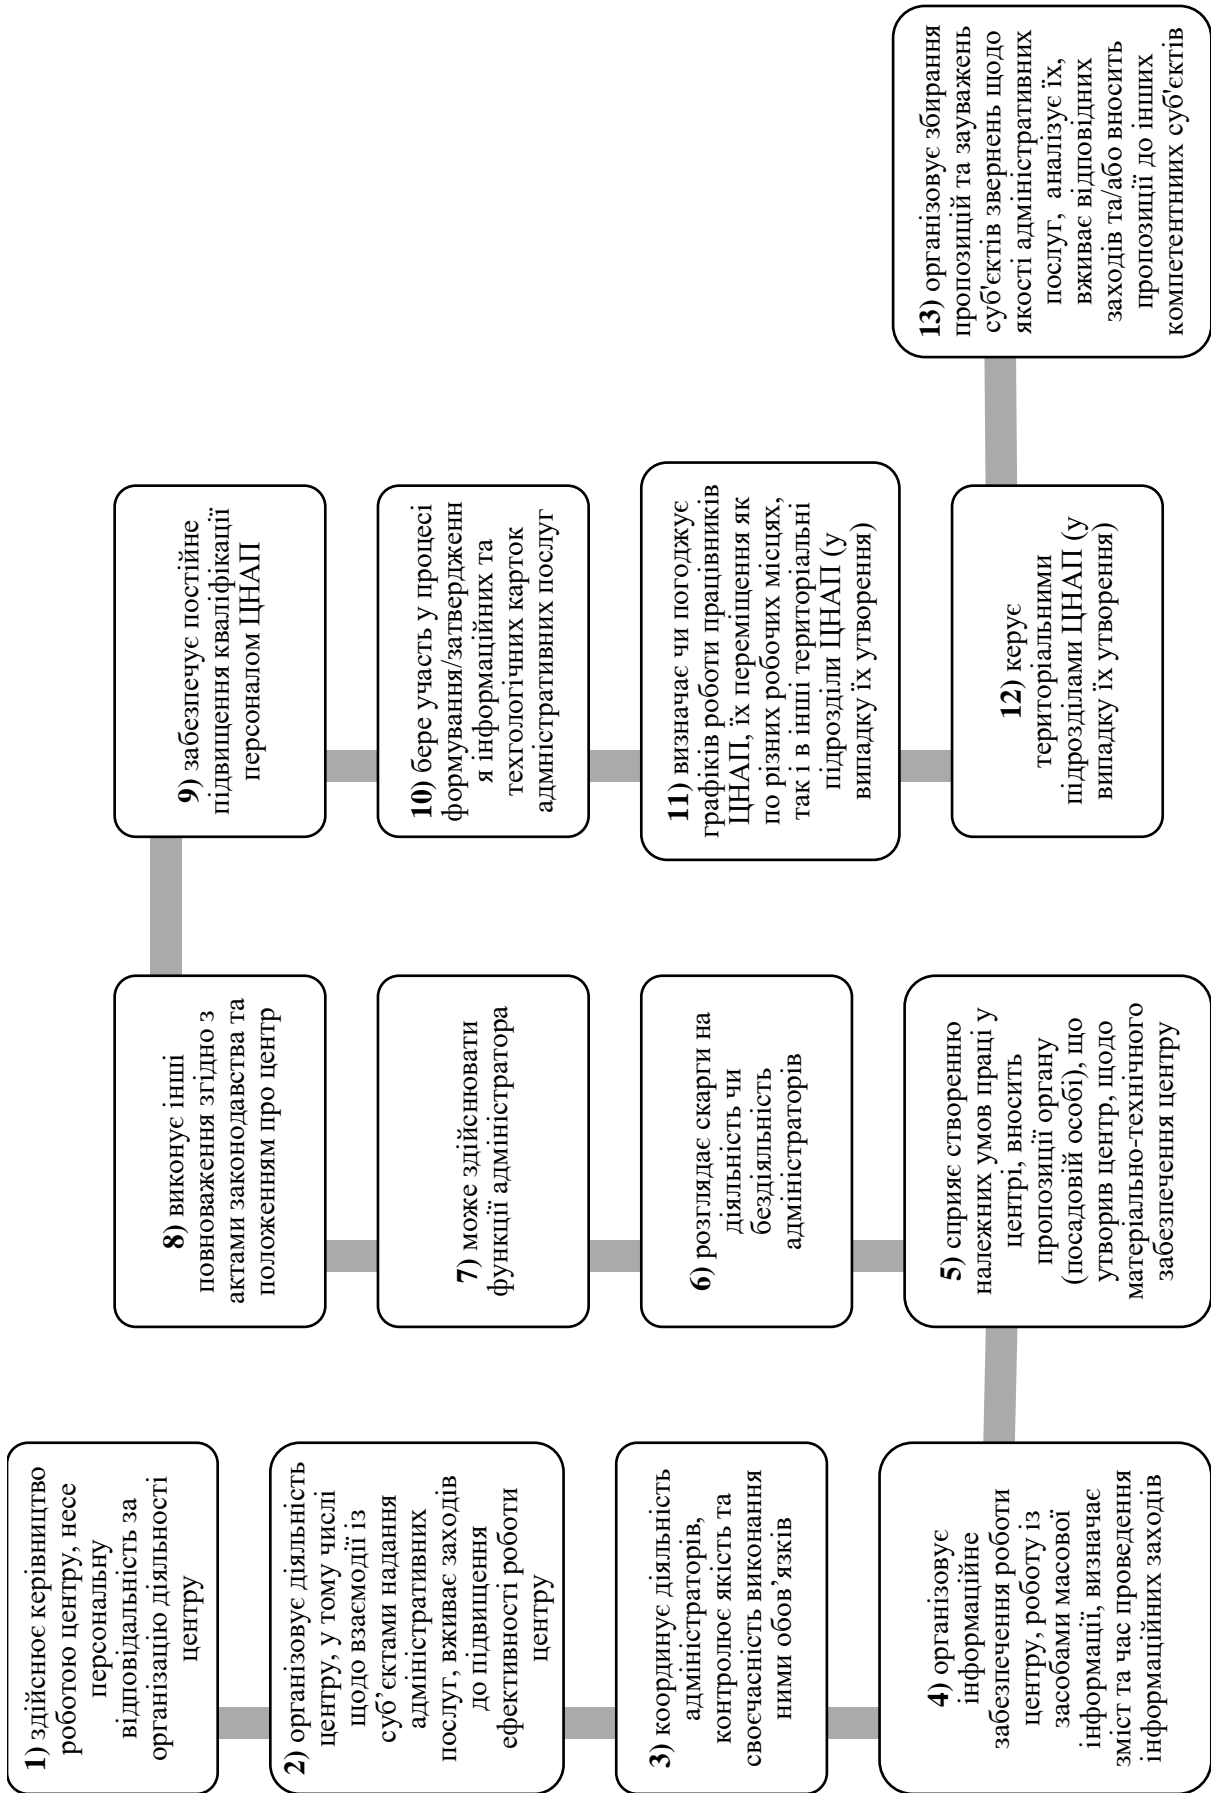 1) здійснює керівництво
роботою центру, несе
персональну
відповідальність за
організацію діяльності
центру
2) організовує діяльність
центру, у тому числі
щодо взаємодії із
суб’єктами надання
адміністративних
послуг, вживає заходів
до підвищення
ефективності роботи
центру
3) координує діяльність
адміністраторів,
контролює якість та
своєчасність виконання
ними обов’язків
4) організовує
інформаційне
забезпечення роботи
центру, роботу із
засобами масової
інформації, визначає
зміст та час проведення
інформаційних заходів
5) сприяє створенню
належних умов праці у
центрі, вносить
пропозиції органу
(посадовій особі), що
утворив центр, щодо
матеріально-технічного
забезпечення центру
6) розглядає скарги на
діяльність чи
бездіяльність
адміністраторів
7) може здійснювати
функції адміністратора
8) виконує інші
повноваження згідно з
актами законодавства та
положенням про центр
9) забезпечує постійне
підвищення кваліфікації
персоналом ЦНАП
10) бере участь у процесі
формування/затвердженн
я інформаційних та
техгологічних карток
адмністративних послуг
11) визначає чи погоджує
графіків роботи працівників
ЦНАП, їх переміщення як
по різних робочих місцях,
так і в інші територіальні
підрозділи ЦНАП (у
випадку їх утворення)
12) керує
територіальними
підрозділами ЦНАП (у
випадку їх утворення)
13) організовує збирання
пропозицій та зауважень
суб'єктів звернень щодо
якості адміністративних
послуг, аналізує їх,
вживає відповідних
заходів та/або вносить
пропозиції до інших
компетентниих суб'єктів